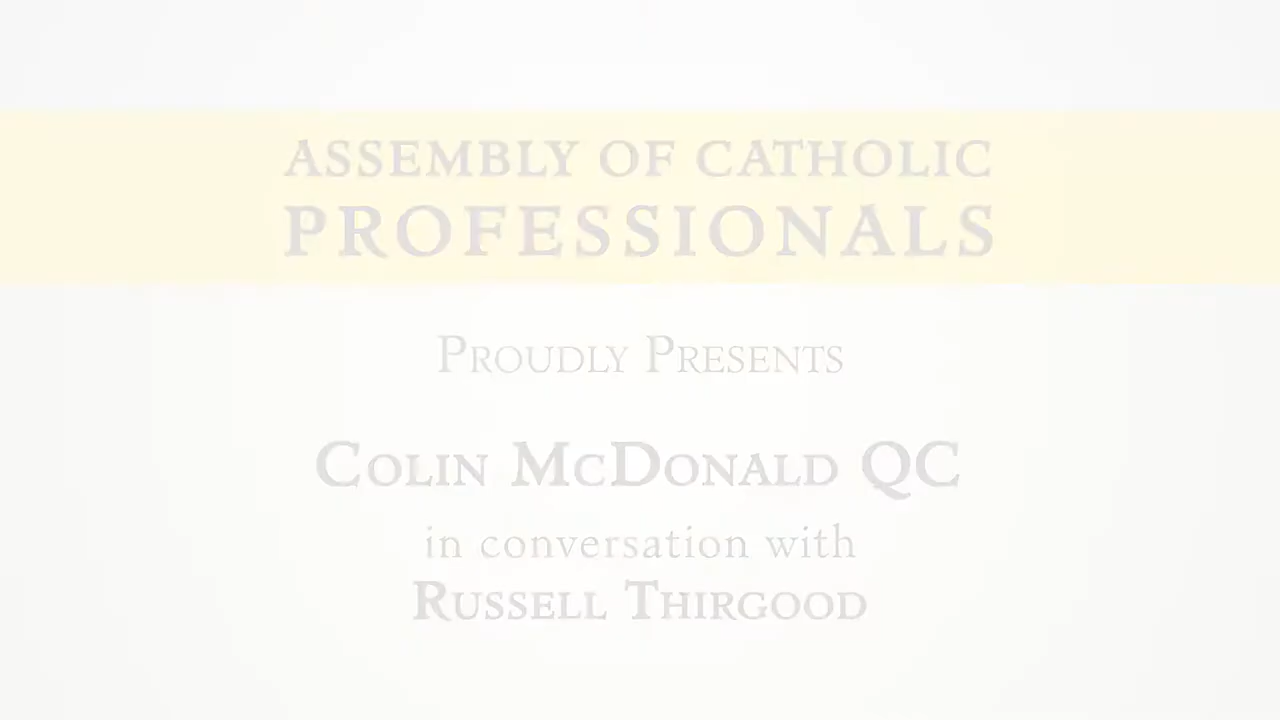 ASSEMBLY OF CATHOLIC
PROFESSIONALS
PROUDLY PRESENTS
COLIN MCDONALD QC
in conversation with
RUSSELL THIRGOOD